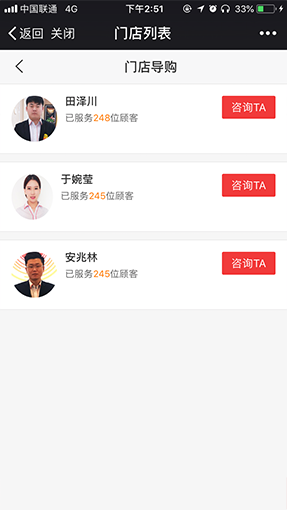 中国联通 4G 下午2:51 33%
返回 关闭 门店列表
门店导购
田泽川
已服务248位顾客
咨询TA
于婉莹
已服务245位顾客
咨询TA
安兆林
已服务245位顾客
咨询TA